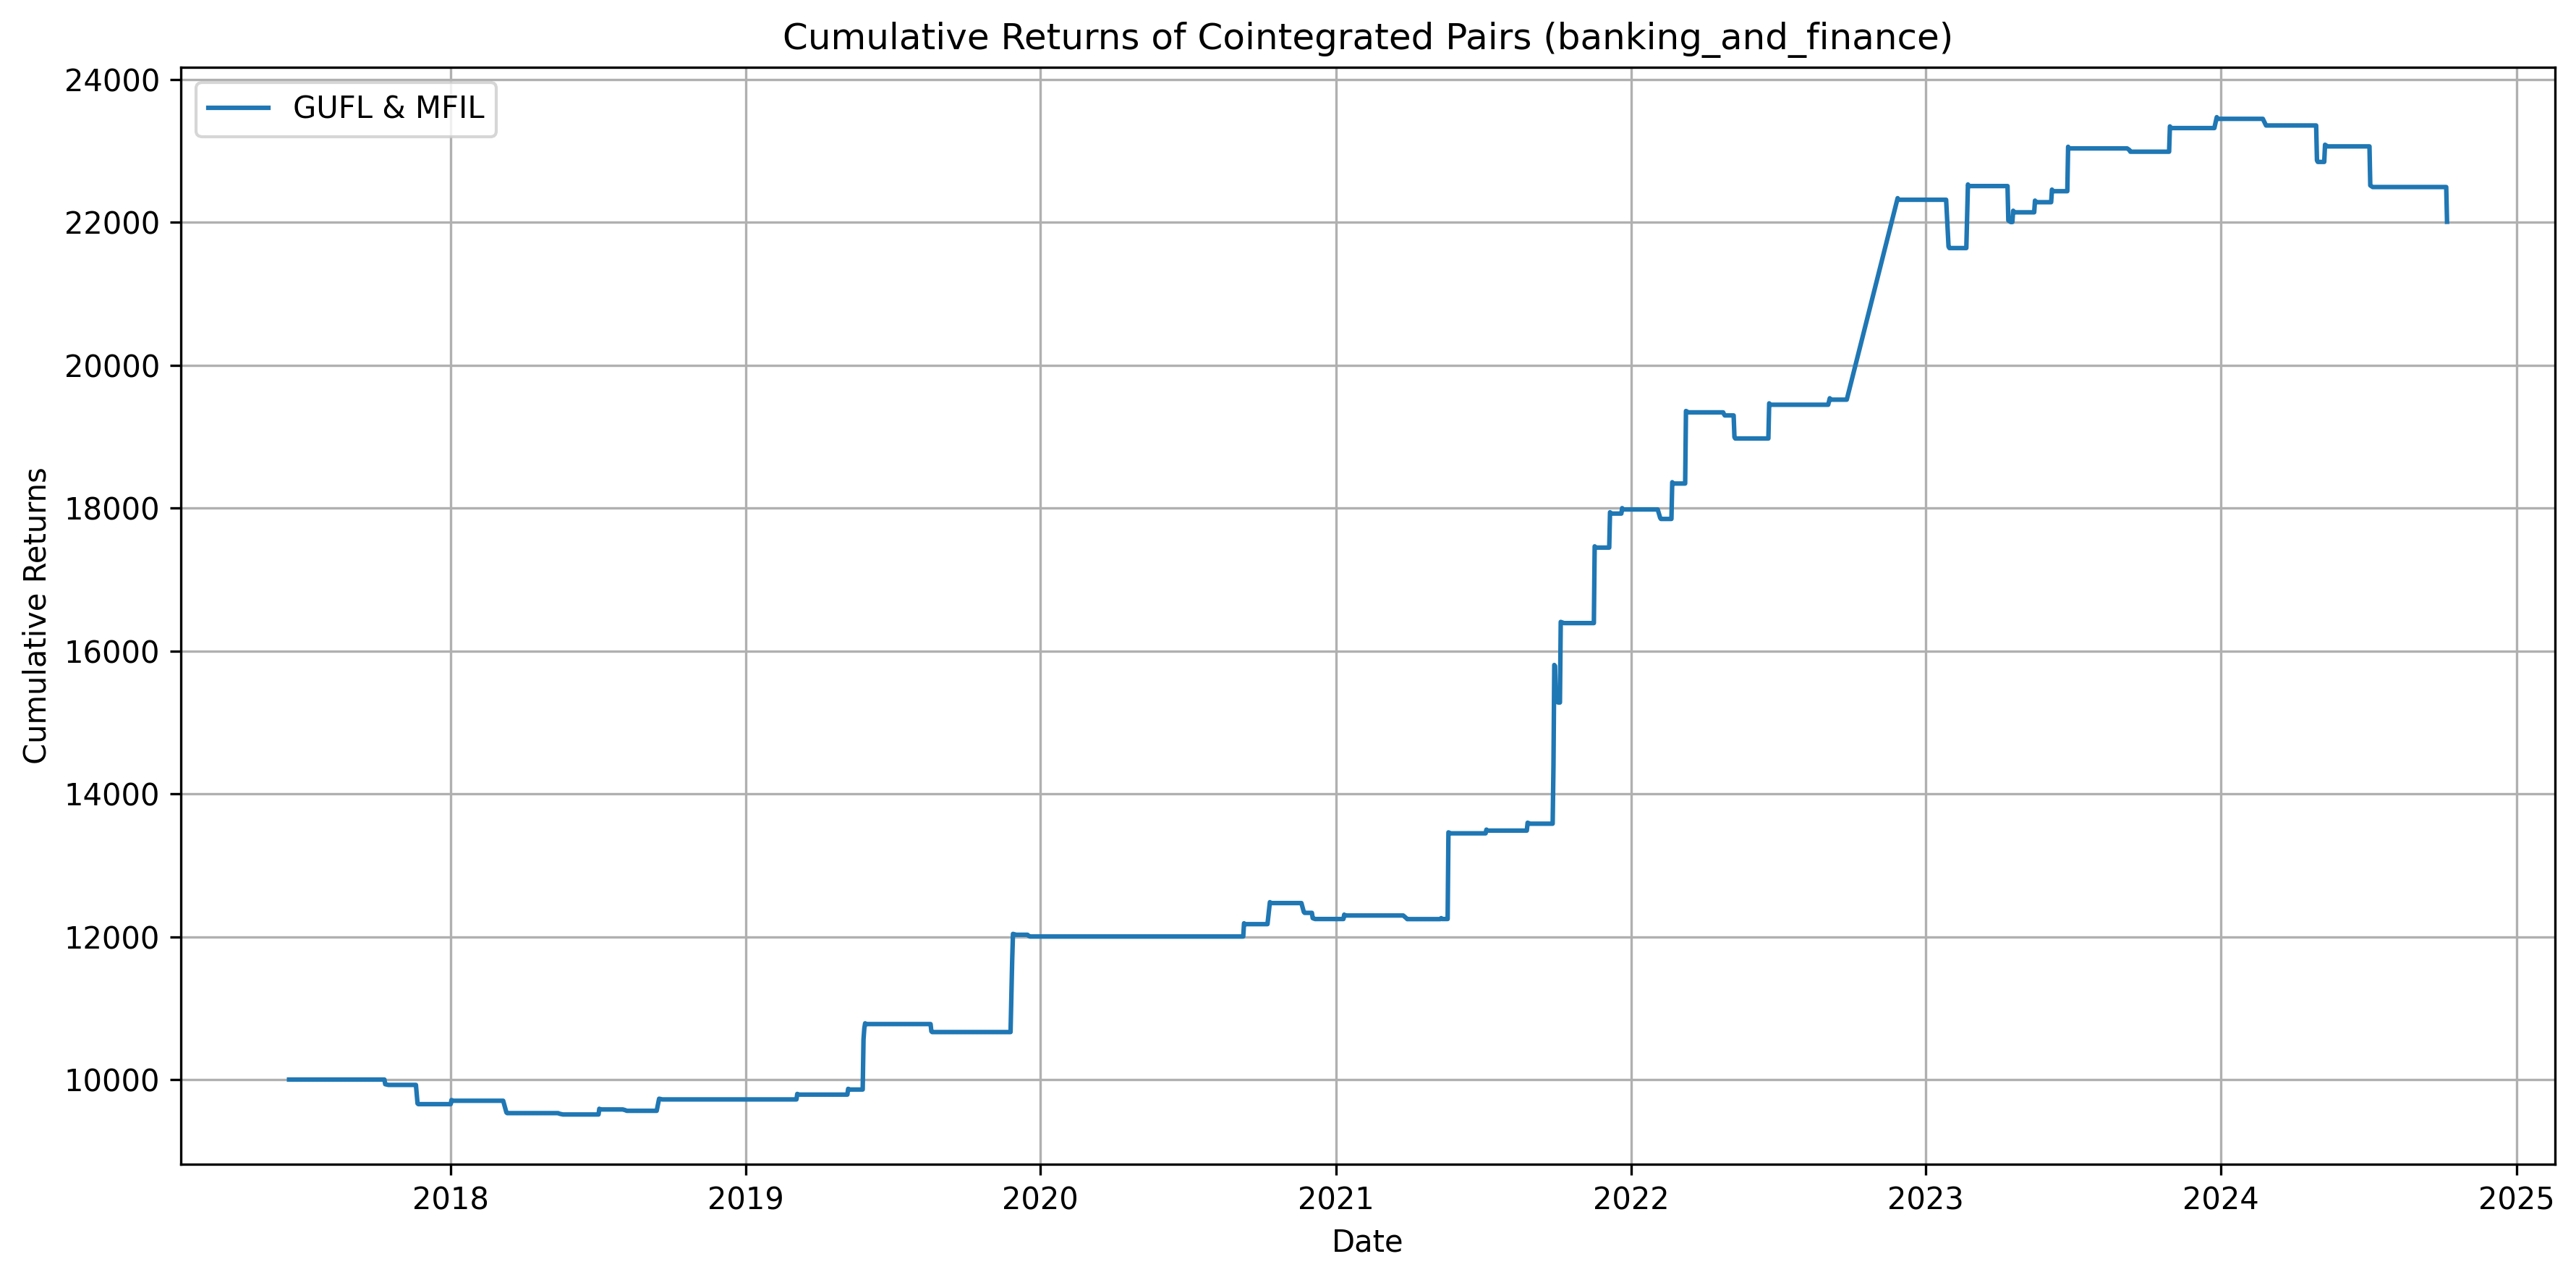 Cumulative Returns of Cointegrated Pairs (banking_and_finance)
GUFL & MFIL
24000
22000
20000
18000
16000
14000
12000
10000
Cumulative Returns
2018 2019 2020 2021 2022 2023 2024 2025
Date